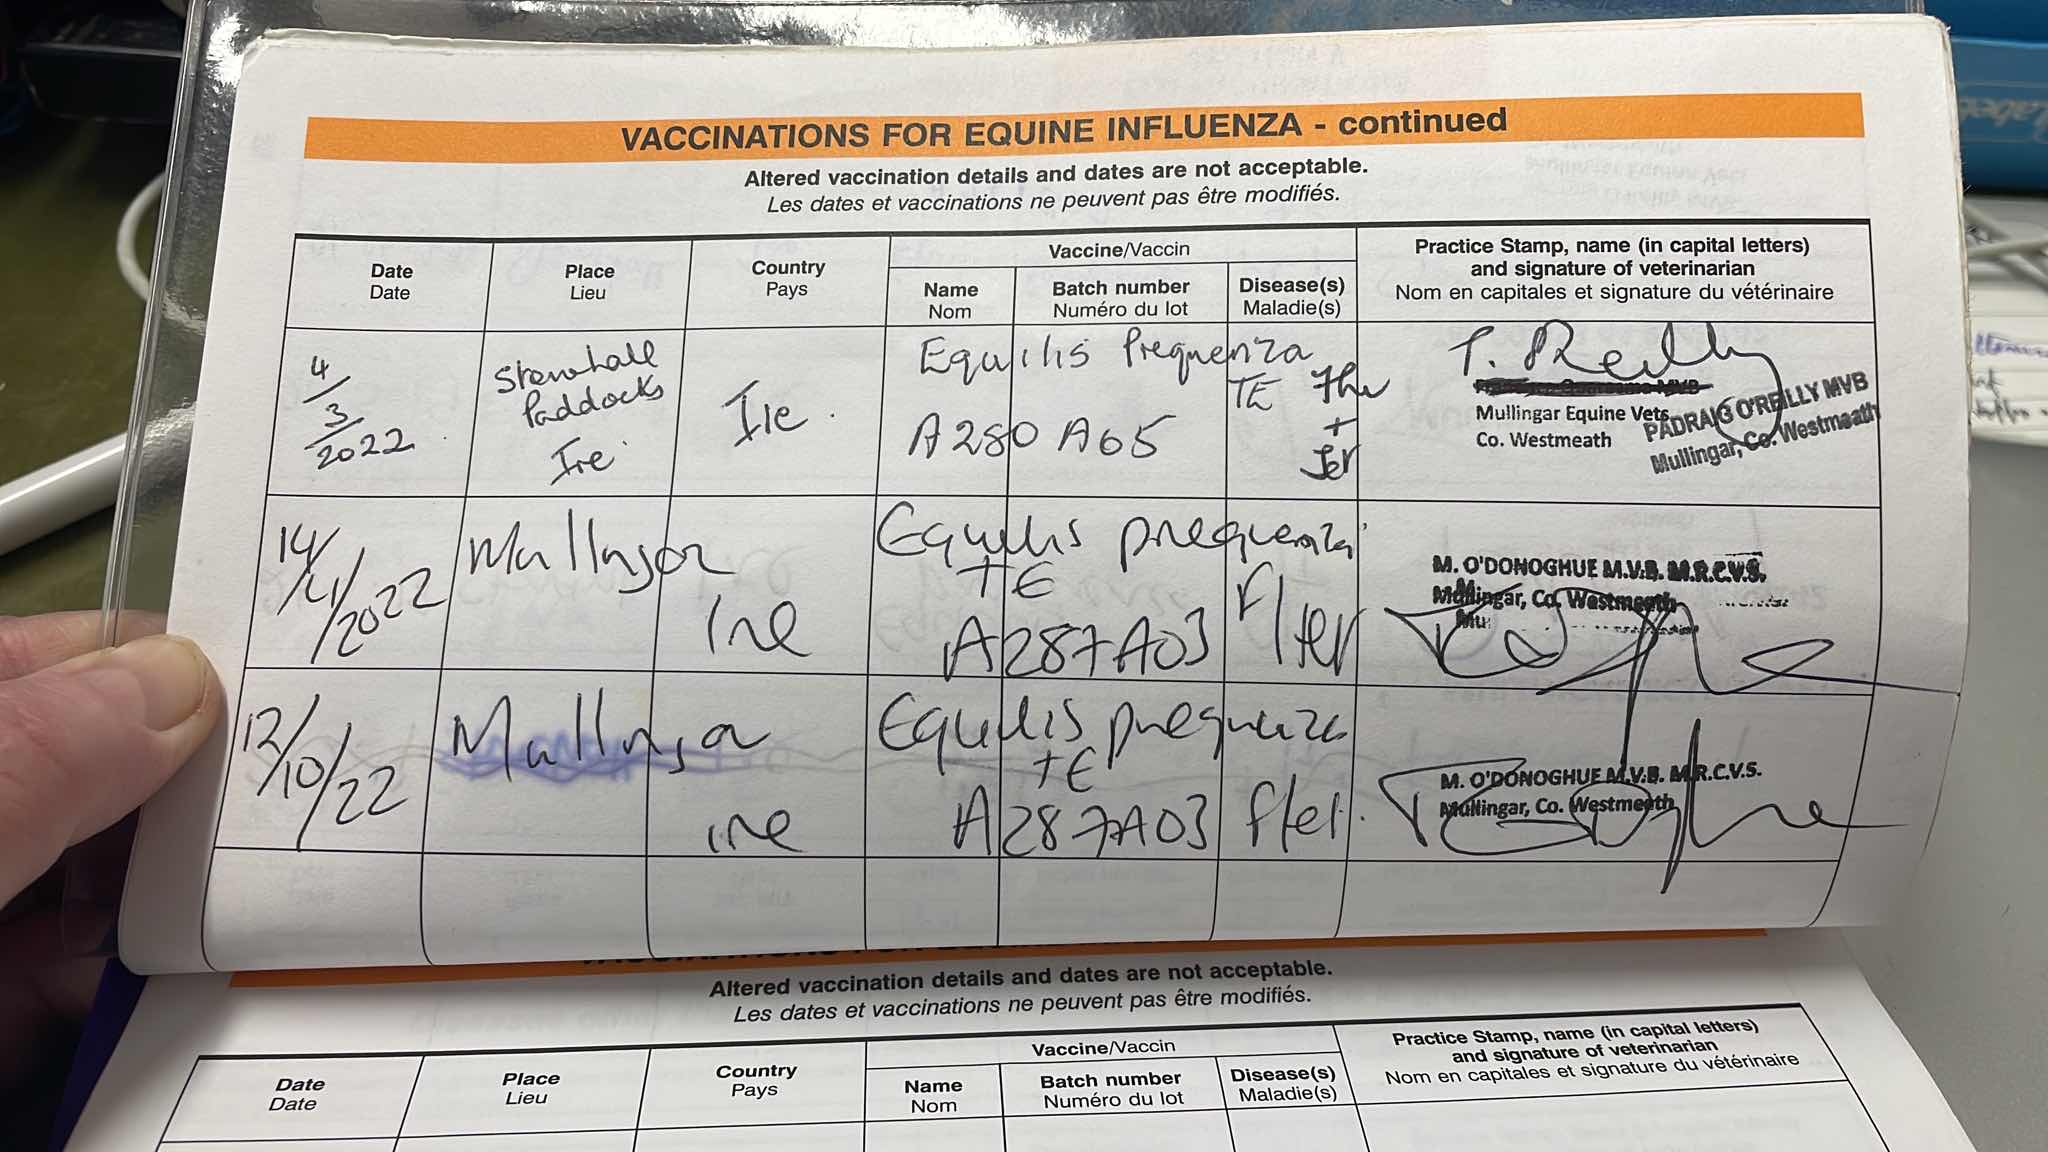 VACCINATIONS FOR EQUINE INFLUENZA - continued
Altered vaccination details and dates are not acceptable.
Les dates et vaccinations ne peuvent pas être modifiés.
Date
Date
Place
Lieu
Country
Pays
Vaccine/Vaccin
Name
Nom
Batch number
Numéro du lot
Disease(s)
Maladie(s)
Practice Stamp, name (in capital letters)
and signature of veterinarian
Nom en capitales et signature du vétérinaire
4/3/2022
Paddocks
Ire
Ire
Equilis Prequenza
TE
A280 A65
Flu
+
Tet
P. O'Reilly
Mullingar Equine Vets
Co. Westmeath
PADRAIG O'REILLY MVB
Mullingar, Co. Westmeath
14/4/2022
Mullingar
Ire
Equilis prequenza
TE
A287A03
M. O'DONOGHUE M.V.B. M.R.C.V.S.
Mullingar, Co. Westmeath
12/10/22
Mullingar
Ire
Equilis prequenza
TE
A287A03
M. O'DONOGHUE M.V.B. M.R.C.V.S.
Mullingar, Co. Westmeath
Altered vaccination details and dates are not acceptable.
Les dates et vaccinations ne peuvent pas être modifiés.
Date
Date
Place
Lieu
Country
Pays
Vaccine/Vaccin
Name
Nom
Batch number
Numéro du lot
Disease(s)
Maladie(s)
Practice Stamp, name (in capital letters)
and signature of veterinarian
Nom en capitales et signature du vétérinaire